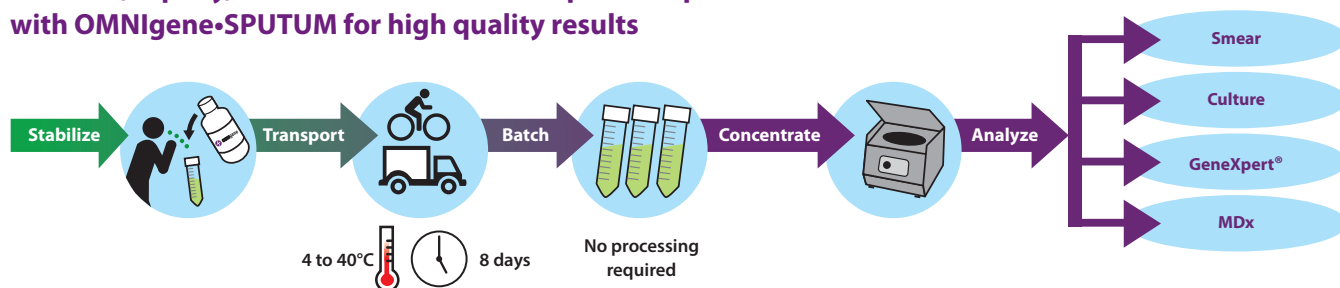 with OMNIgene•SPUTUM for high quality results
Stabilize
Transport
Batch
Concentrate
Analyze
Smear
Culture
GeneXpert®
MDx
4 to 40°C
8 days
No processing
required